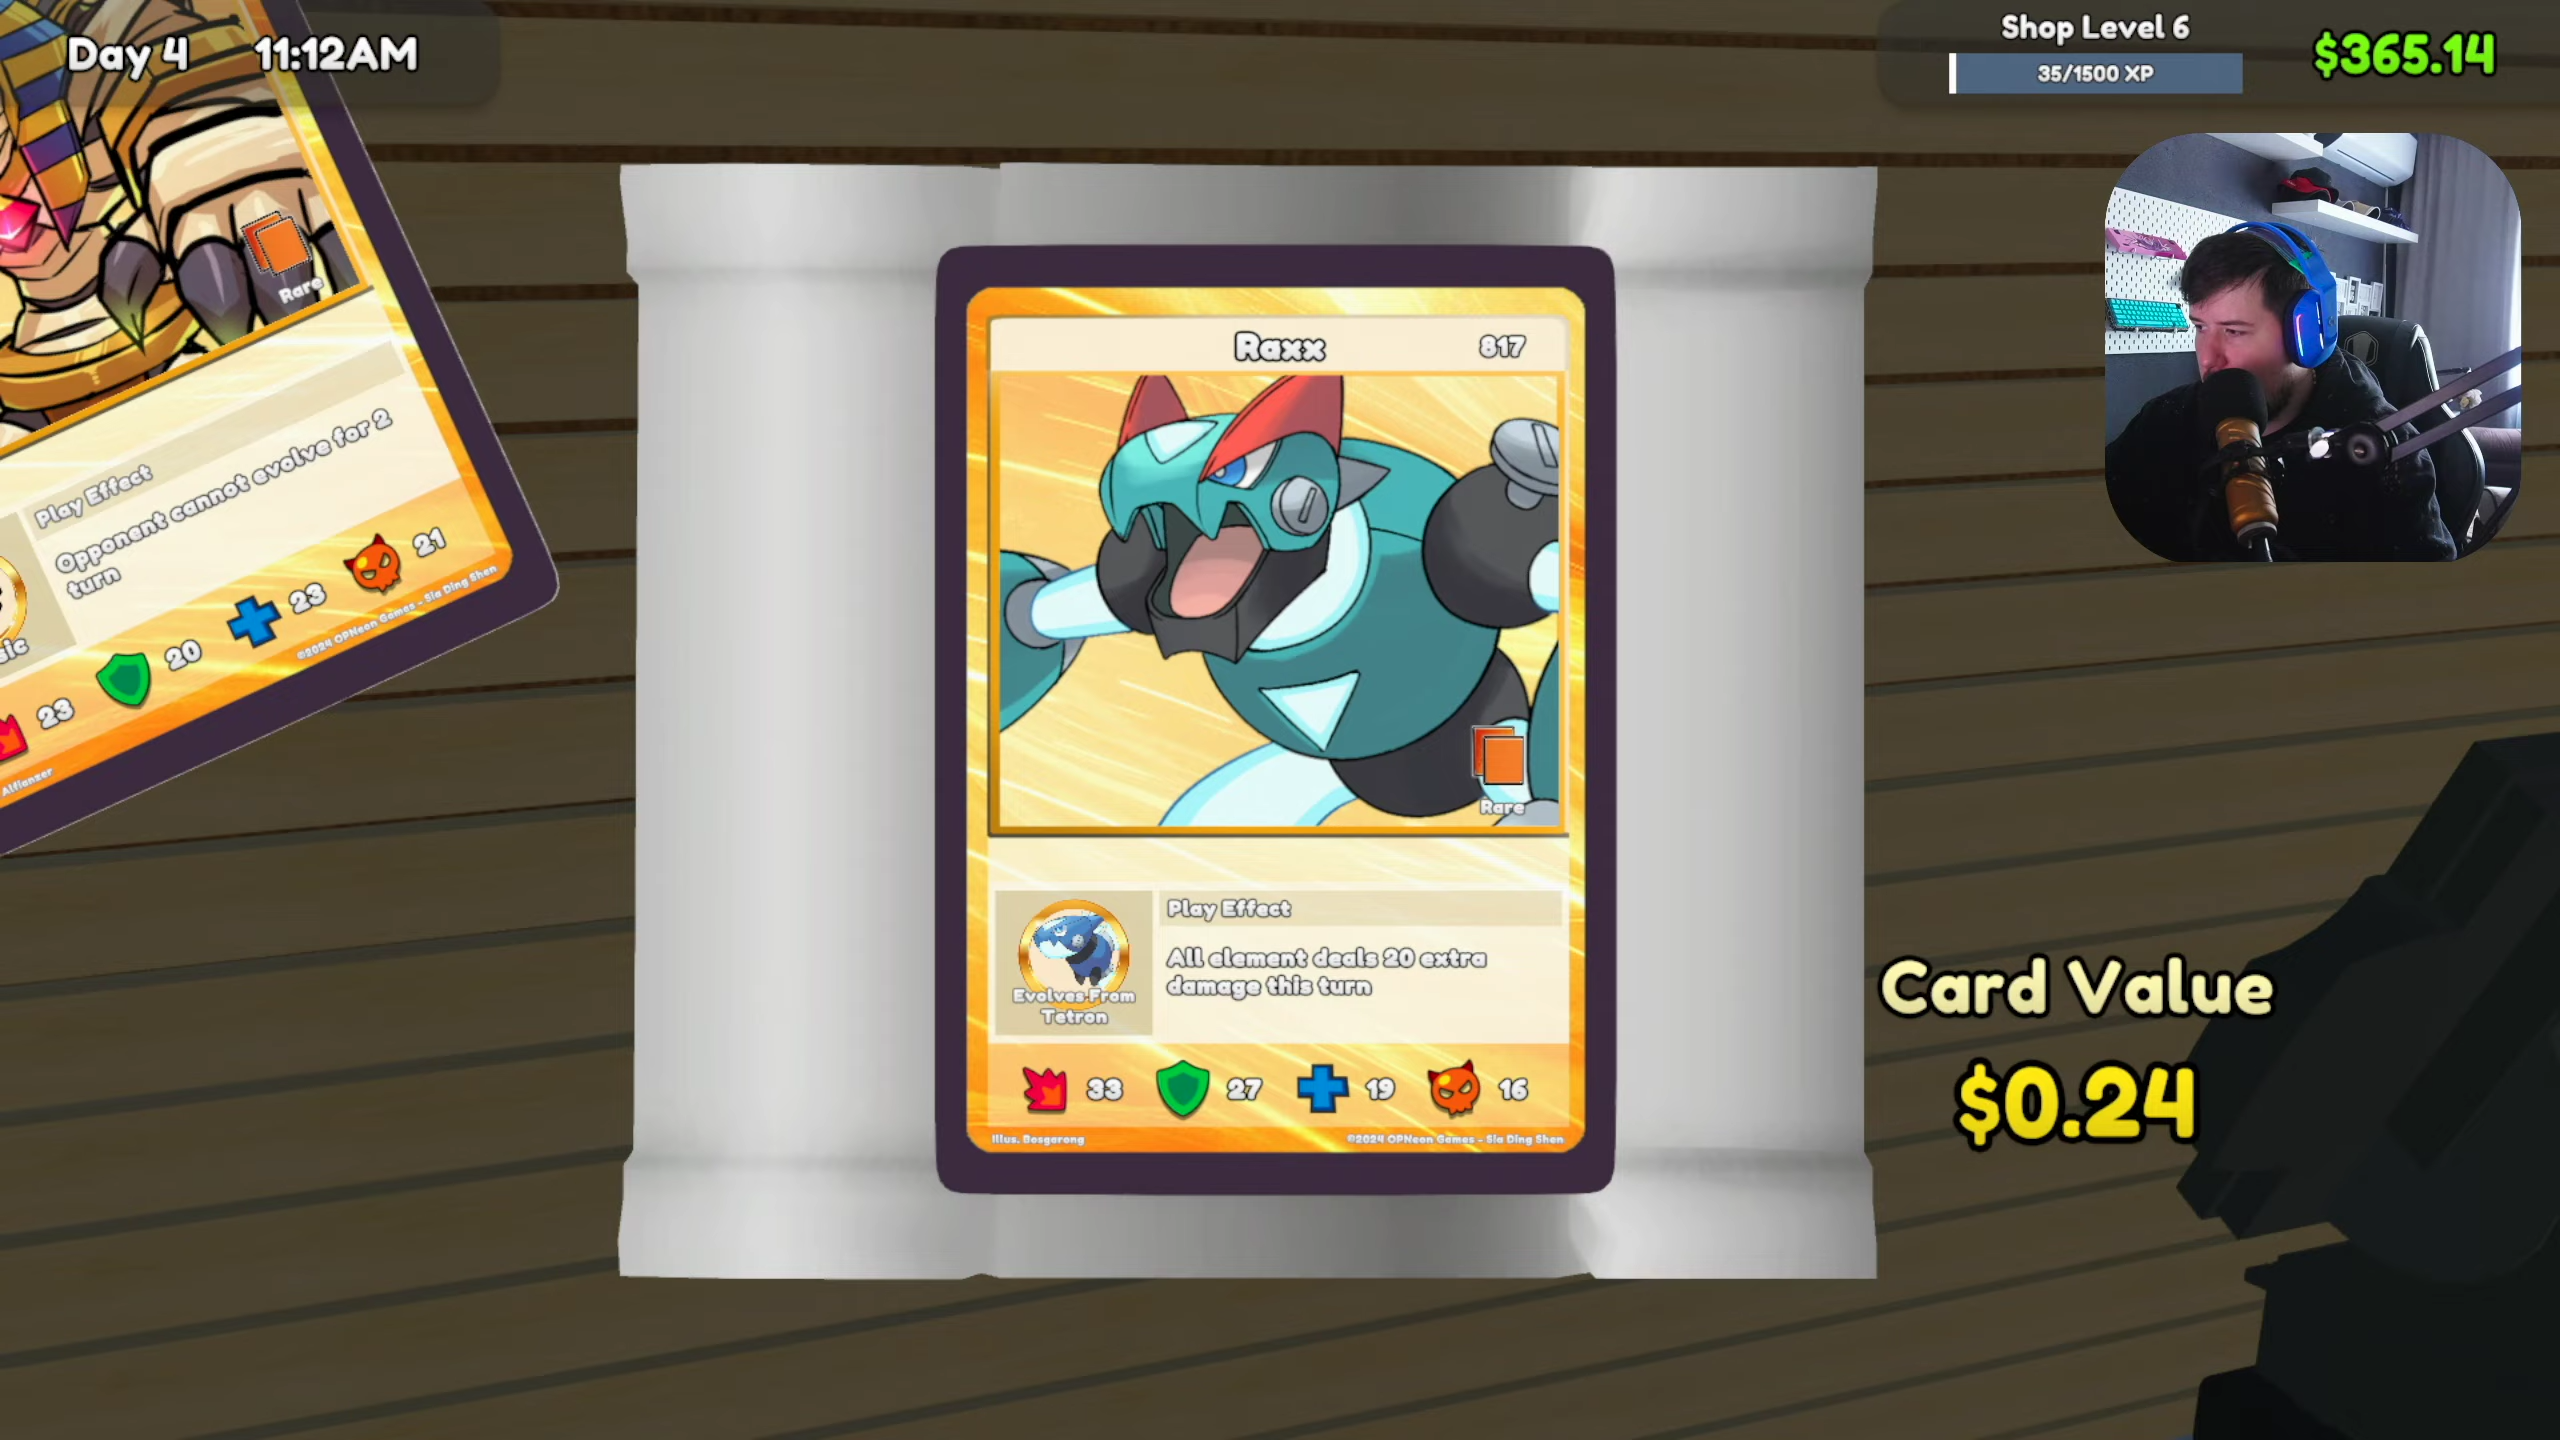 Day 4 11:12AM
Shop Level 6
35/1500 XP
$365.14
Rare
Play Effect
Opponent cannot evolve for 2
turn
23 20 23 21
Alfianzer
©2024 OPNeon Games - Sia Ding Shen
Raxx 817
Rare
Evolves From
Tetron
Play Effect
All element deals 20 extra
damage this turn
33 27 19 16
Illus. Bosgarong
©2024 OPNeon Games - Sia Ding Shen
Card Value
$0.24